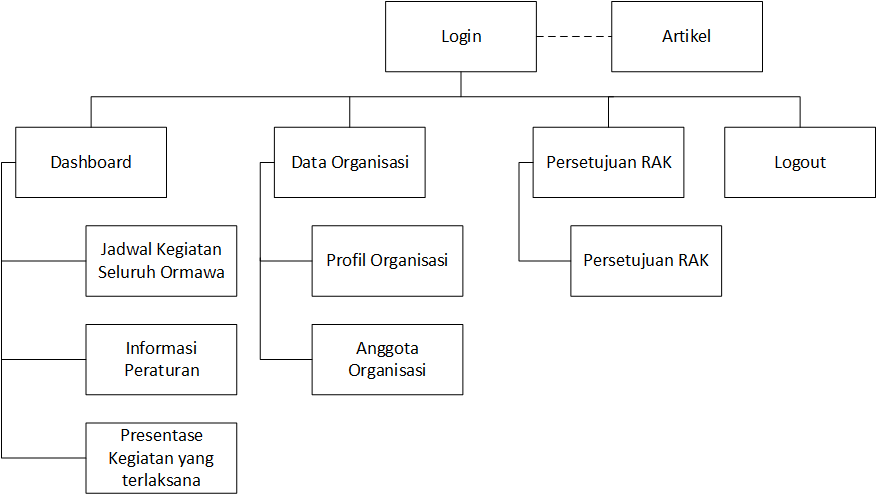 Login
Artikel
Dashboard
Data Organisasi
Persetujuan RAK
Logout
Jadwal Kegiatan
Seluruh Ormawa
Profil Organisasi
Persetujuan RAK
Informasi
Peraturan
Anggota
Organisasi
Presentase
Kegiatan yang
terlaksana